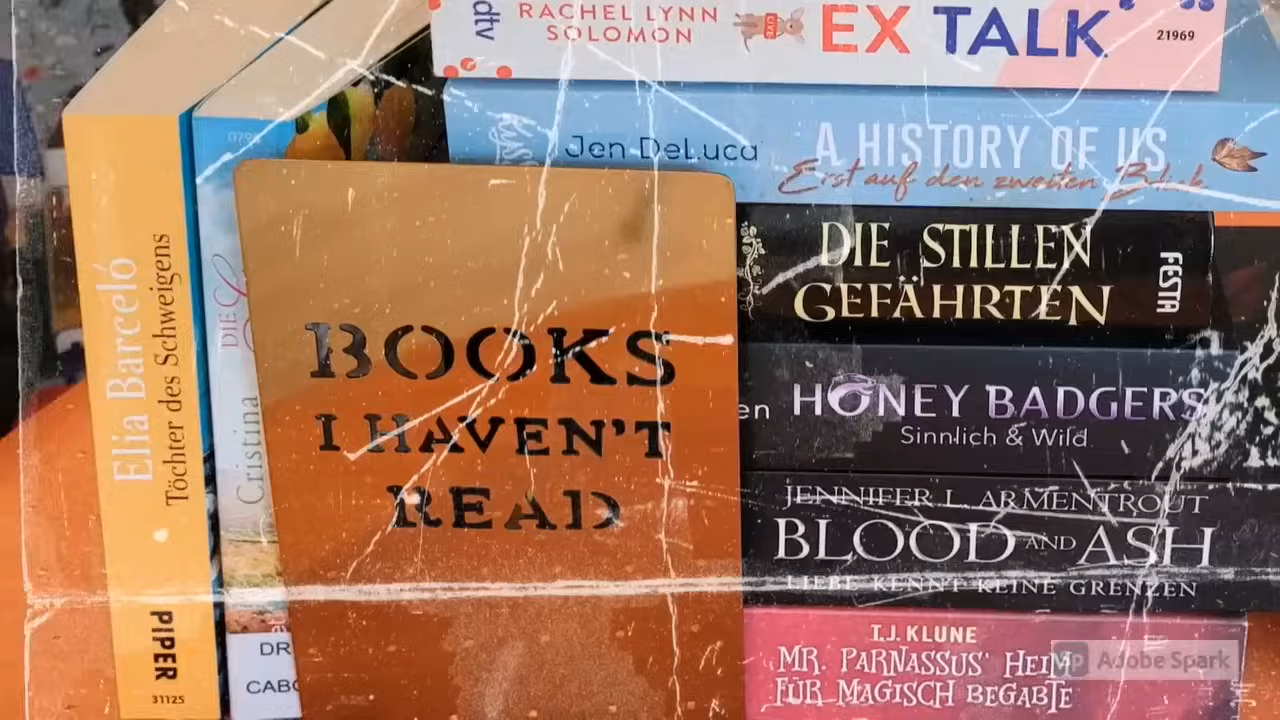 Elia Barceló
Töchter des Schweigens
PIPER
31125
Cristina
DR
BOOKS
I HAVEN'T
READ
dtv
RACHEL LYNN
SOLOMON
LIVE
EX TALK
21969
Jen DeLuca
A HISTORY OF US
Erst auf den zweiten Blick
DIE STILLEN
GEFÄHRTEN
FESTA
en HONEY BADGERS
Sinnlich & Wild
JENNIFER L. ARMENTROUT
BLOOD AND ASH
LIEBE KENNT KEINE GRENZEN
T.J. KLUNE
MR. PARNASSUS' HEIM
FÜR MAGISCH BEGABTE
Adobe Spark